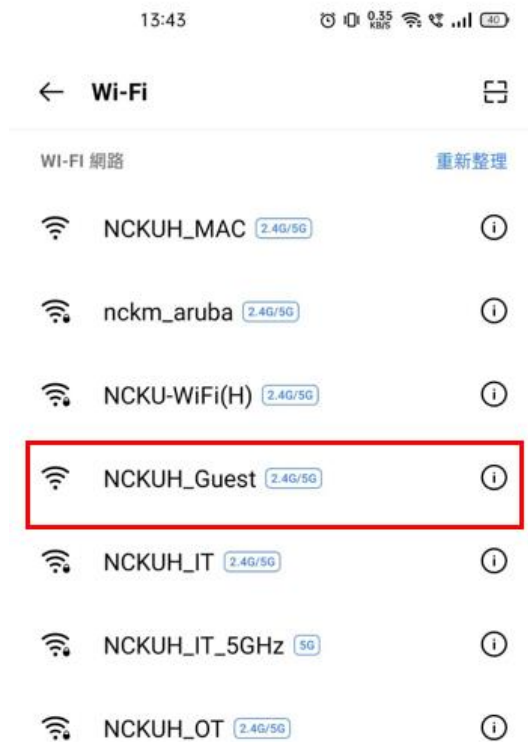 13:43 0.35 KB/S 40
Wi-Fi
WI-FI 網路 重新整理
NCKUH_MAC 2.4G/5G
nckm_aruba 2.4G/5G
NCKU-WiFi(H) 2.4G/5G
NCKUH_Guest 2.4G/5G
NCKUH_IT 2.4G/5G
NCKUH_IT_5GHz 5G
NCKUH_OT 2.4G/5G